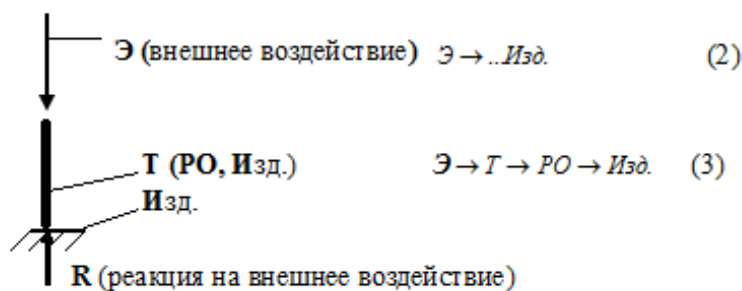 Э (внешнее воздействие) Э → ..Изд. (2)
Т (РО, Изд.) Э → Т → РО → Изд. (3)
Изд.
R (реакция на внешнее воздействие)